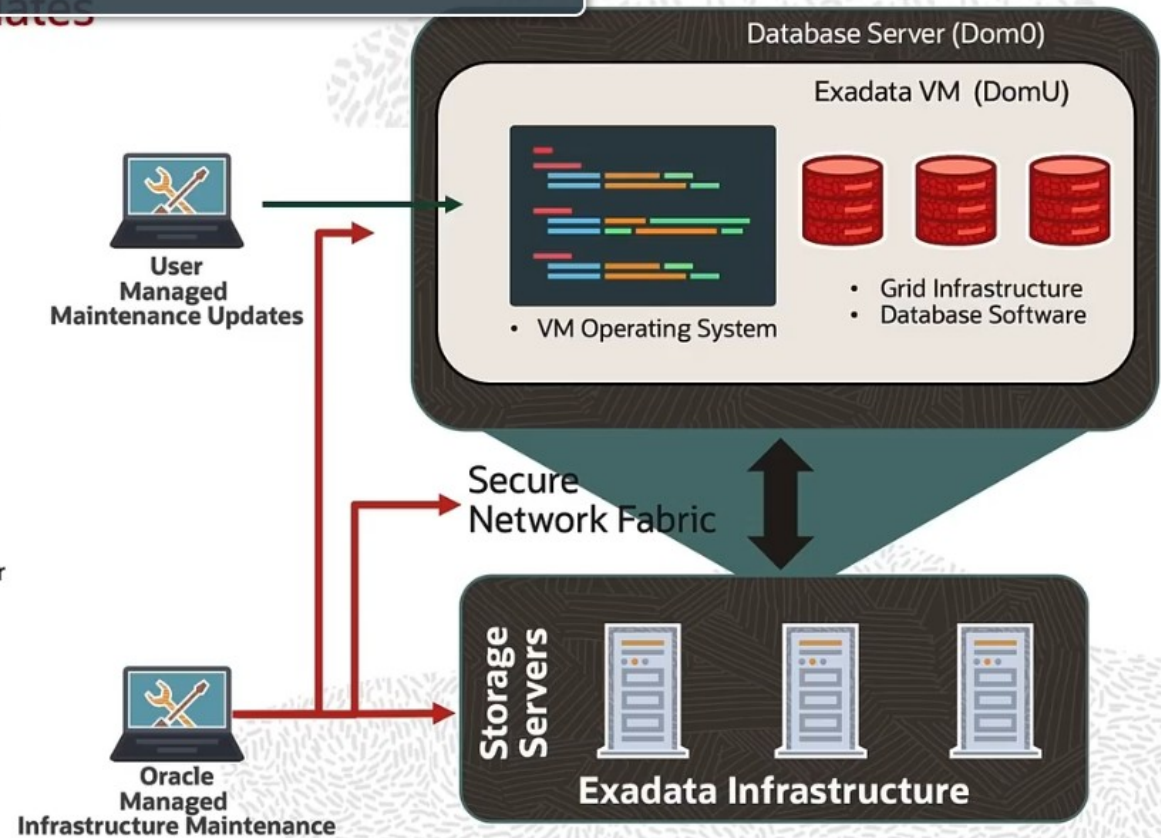 Database Server (Dom0)
Exadata VM (DomU)
• VM Operating System
• Grid Infrastructure
• Database Software
User
Managed
Maintenance Updates
Secure
Network Fabric
Oracle
Managed
Infrastructure Maintenance
Storage
Servers
Exadata Infrastructure